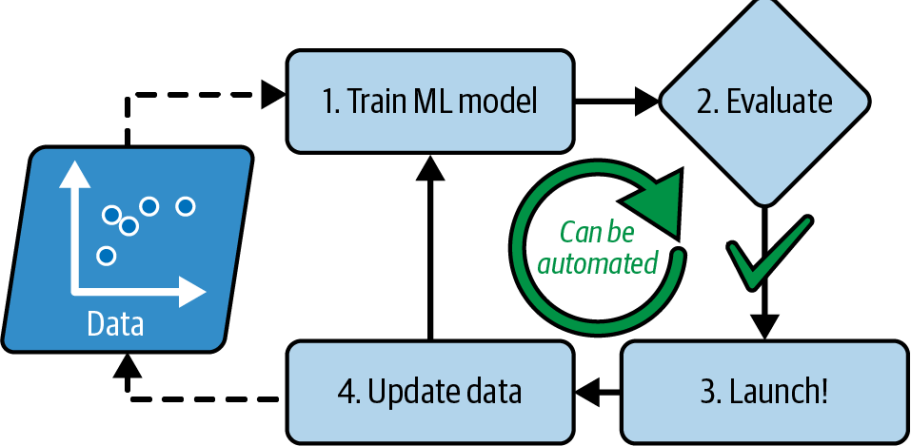 1. Train ML model
2. Evaluate
Can be
automated
Data
4. Update data
3. Launch!